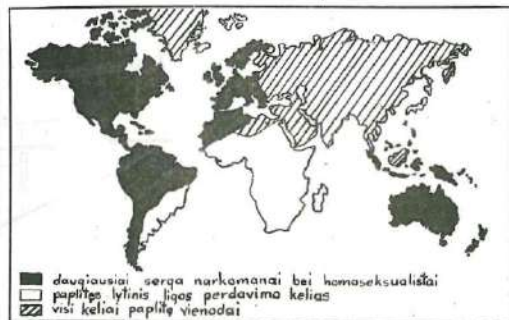 daugiausiai serga narkomanai bei homoseksualistai
paplitęs lytinis ligos perdavimo kelias
visi keliai paplitę vienodai